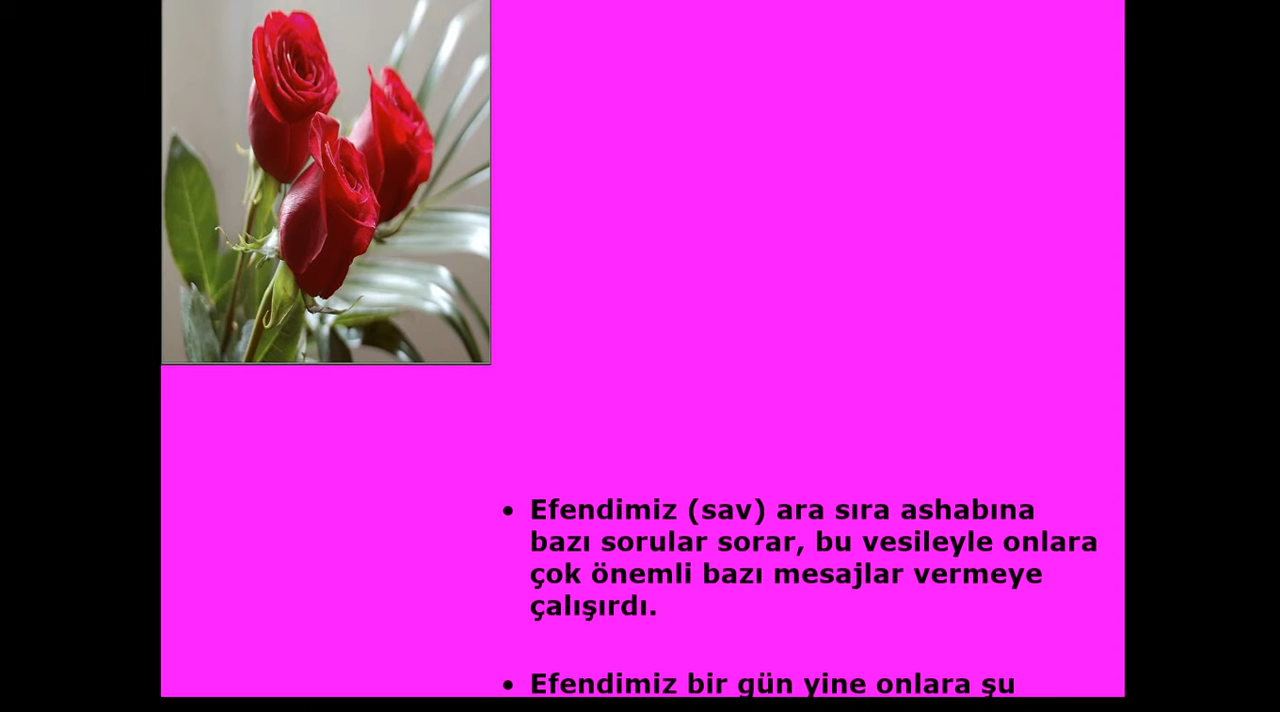 • Efendimiz (sav) ara sıra ashabına
bazı sorular sorar, bu vesileyle onlara
çok önemli bazı mesajlar vermeye
çalışırdı.
• Efendimiz bir gün yine onlara şu